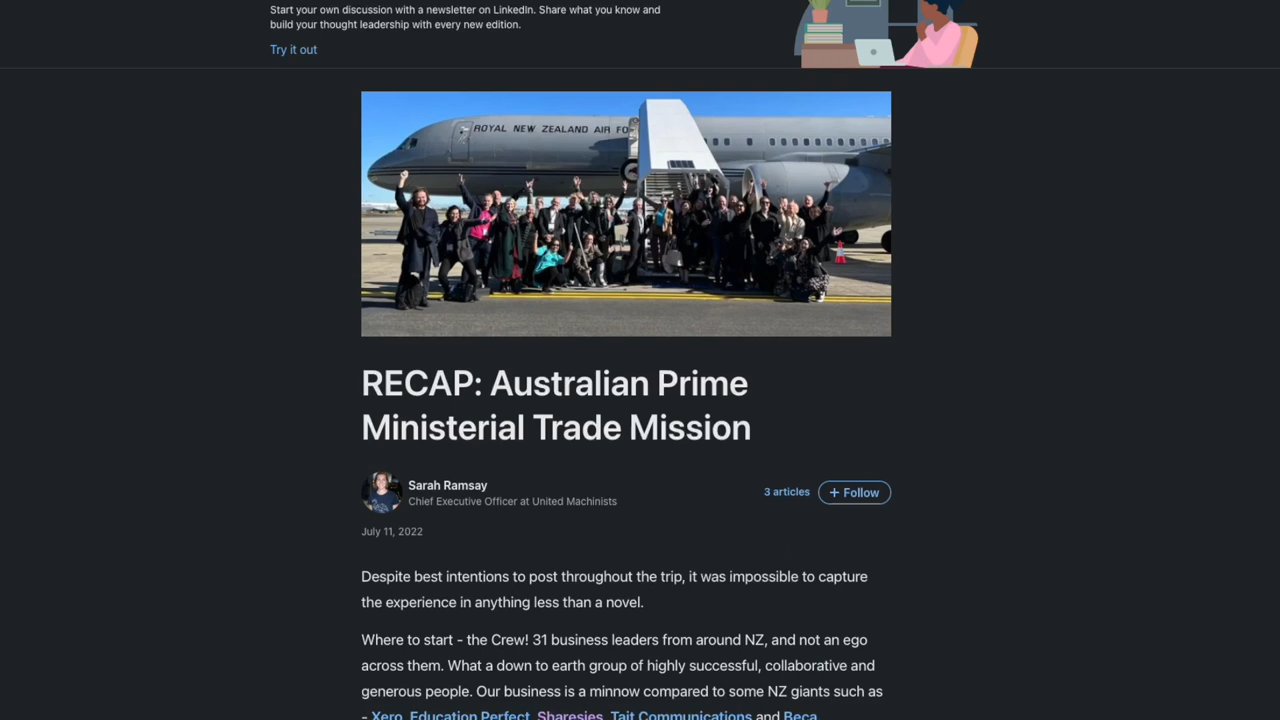 Start your own discussion with a newsletter on LinkedIn. Share what you know and
build your thought leadership with every new edition.
Try it out
ROYAL NEW ZEALAND AIR FO
RECAP: Australian Prime
Ministerial Trade Mission
Sarah Ramsay
Chief Executive Officer at United Machinists
3 articles
+ Follow
July 11, 2022
Despite best intentions to post throughout the trip, it was impossible to capture
the experience in anything less than a novel.
Where to start - the Crew! 31 business leaders from around NZ, and not an ego
across them. What a down to earth group of highly successful, collaborative and
generous people. Our business is a minnow compared to some NZ giants such as
- Xero, Education Perfect, Sharesies, Tait Communications and Beca.